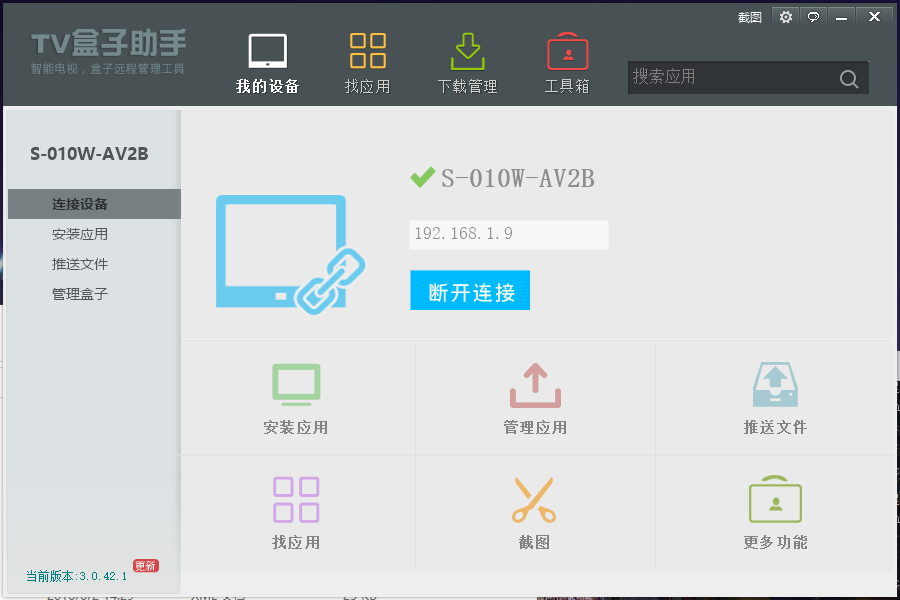 截图
TV盒子助手
智能电视，盒子远程管理工具
我的设备
找应用
下载管理
工具箱
搜索应用
S-010W-AV2B
连接设备
安装应用
推送文件
管理盒子
S-010W-AV2B
192.168.1.9
断开连接
安装应用
管理应用
推送文件
找应用
截图
更多功能
当前版本:3.0.42.1
更新